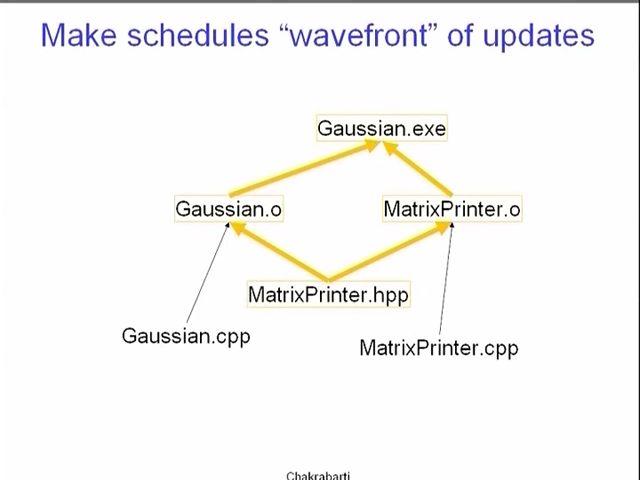 Make schedules “wavefront” of updates
Gaussian.exe
Gaussian.o
MatrixPrinter.o
MatrixPrinter.hpp
Gaussian.cpp
MatrixPrinter.cpp
Chakrabarti